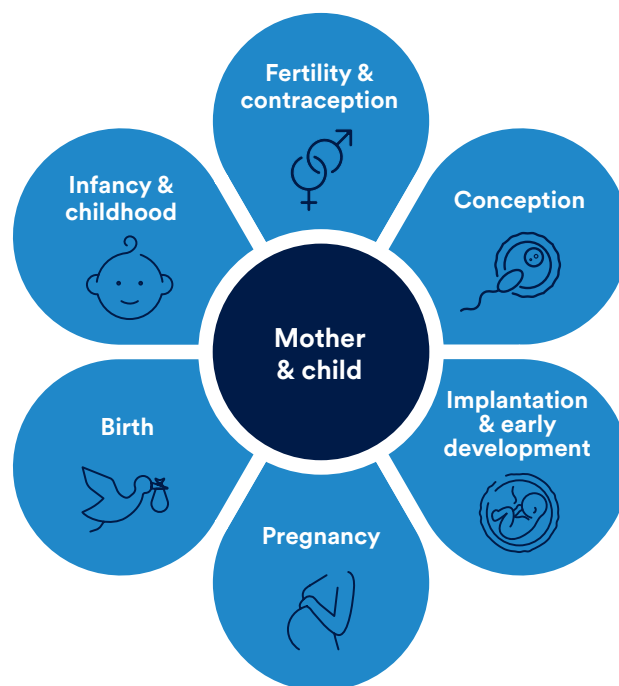 Fertility &
contraception
Conception
Implantation
& early
development
Pregnancy
Birth
Infancy &
childhood
Mother
& child